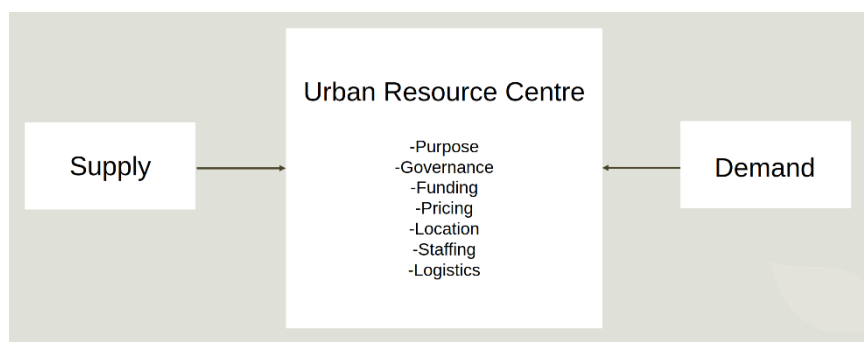 Urban Resource Centre
Supply
-Purpose
-Governance
-Funding
-Pricing
-Location
-Staffing
-Logistics
Demand